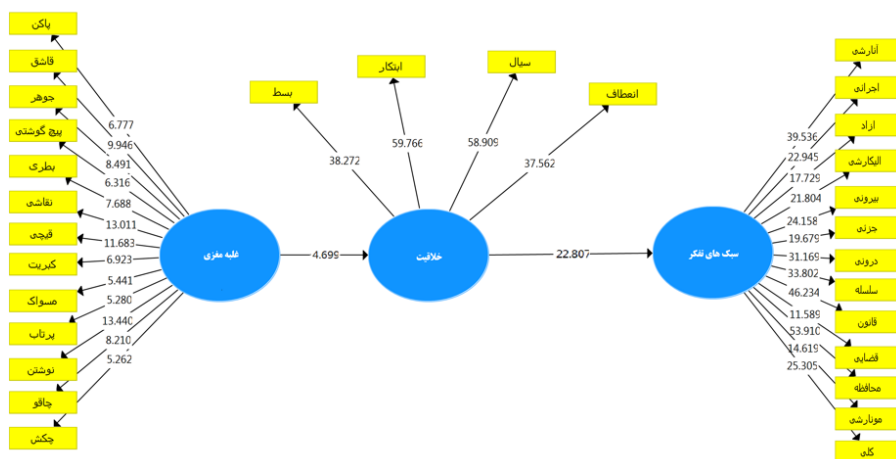 پاکن
قاشق
جوهر
پیچ گوشتی
بطری
نقاشی
قیچی
کبریت
مسواک
پرتاب
نوشتن
چاقو
چکش
6.777
9.946
8.491
6.316
7.688
13.011
11.683
6.923
5.441
5.280
13.440
8.210
5.262
غلبه مغزی
4.699
بسط
ابتکار
سیال
انعطاف
38.272
59.766
58.909
37.562
خلاقیت
22.807
سبک های تفکر
39.536
22.945
17.729
21.804
24.158
19.679
31.169
33.802
46.234
11.589
53.910
14.619
25.305
آنارشی
اجرانی
ازاد
الیکارشی
بیرونی
جزنی
درونی
سلسله
قانون
قضایی
محافظه
مونارشی
کلی